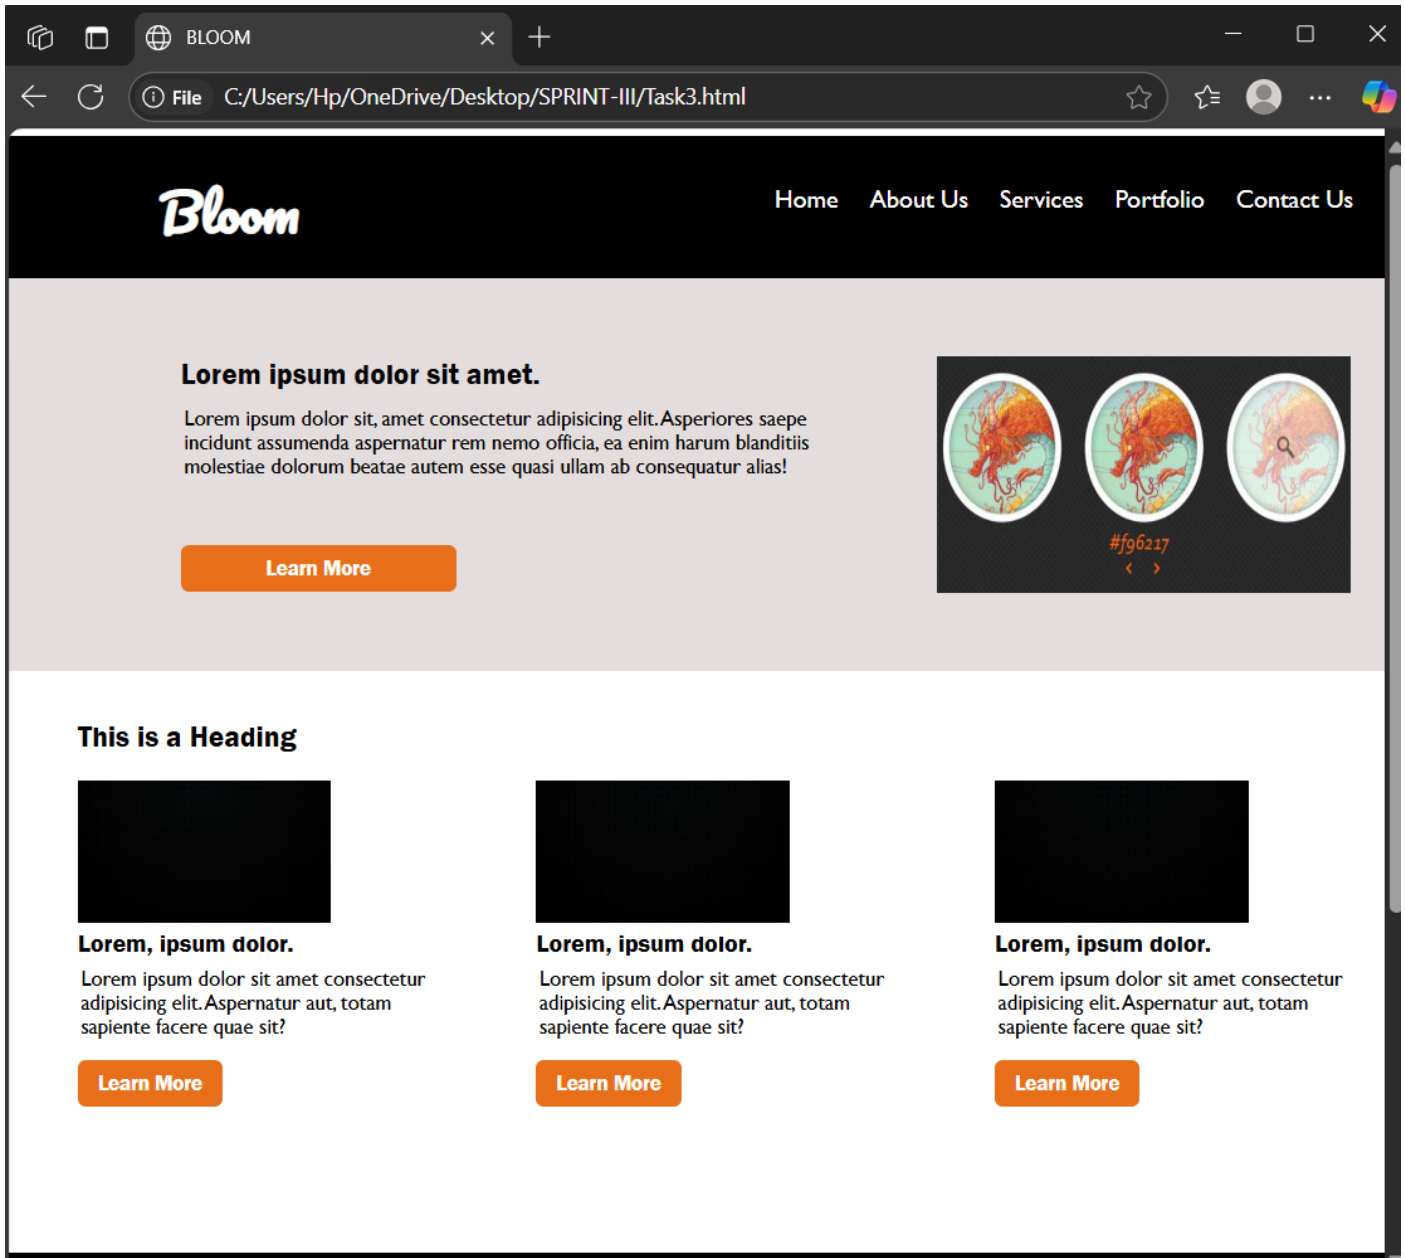 BLOOM
File C:/Users/Hp/OneDrive/Desktop/SPRINT-III/Task3.html
Bloom
Home About Us Services Portfolio Contact Us
Lorem ipsum dolor sit amet.
Lorem ipsum dolor sit, amet consectetur adipisicing elit. Asperiores saepe
incidunt assumenda aspernatur rem nemo officia, ea enim harum blanditiis
molestiae dolorum beatae autem esse quasi ullam ab consequatur alias!
Learn More
#f96217
This is a Heading
Lorem, ipsum dolor.
Lorem ipsum dolor sit amet consectetur
adipisicing elit. Aspernatur aut, totam
sapiente facere quae sit?
Learn More
Lorem, ipsum dolor.
Lorem ipsum dolor sit amet consectetur
adipisicing elit. Aspernatur aut, totam
sapiente facere quae sit?
Learn More
Lorem, ipsum dolor.
Lorem ipsum dolor sit amet consectetur
adipisicing elit. Aspernatur aut, totam
sapiente facere quae sit?
Learn More